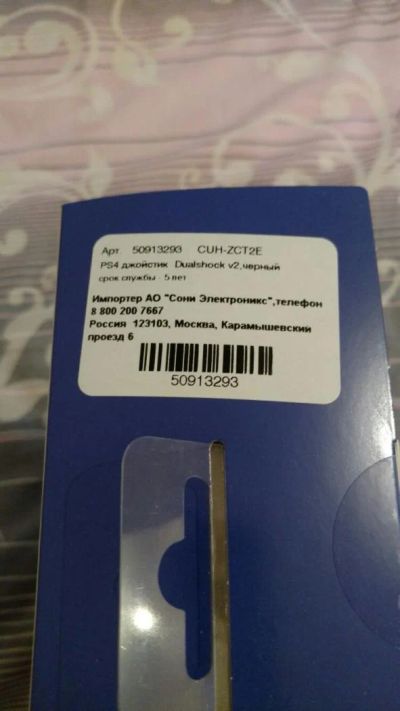 Арт. 50913293 CUH-ZCT2E
PS4 джойстик Dualshock v2,черный
срок службы - 5 лет
Импортер АО "Сони Электроникс",телефон
8 800 200 7667
Россия 123103, Москва, Карамышевский
проезд 6
50913293